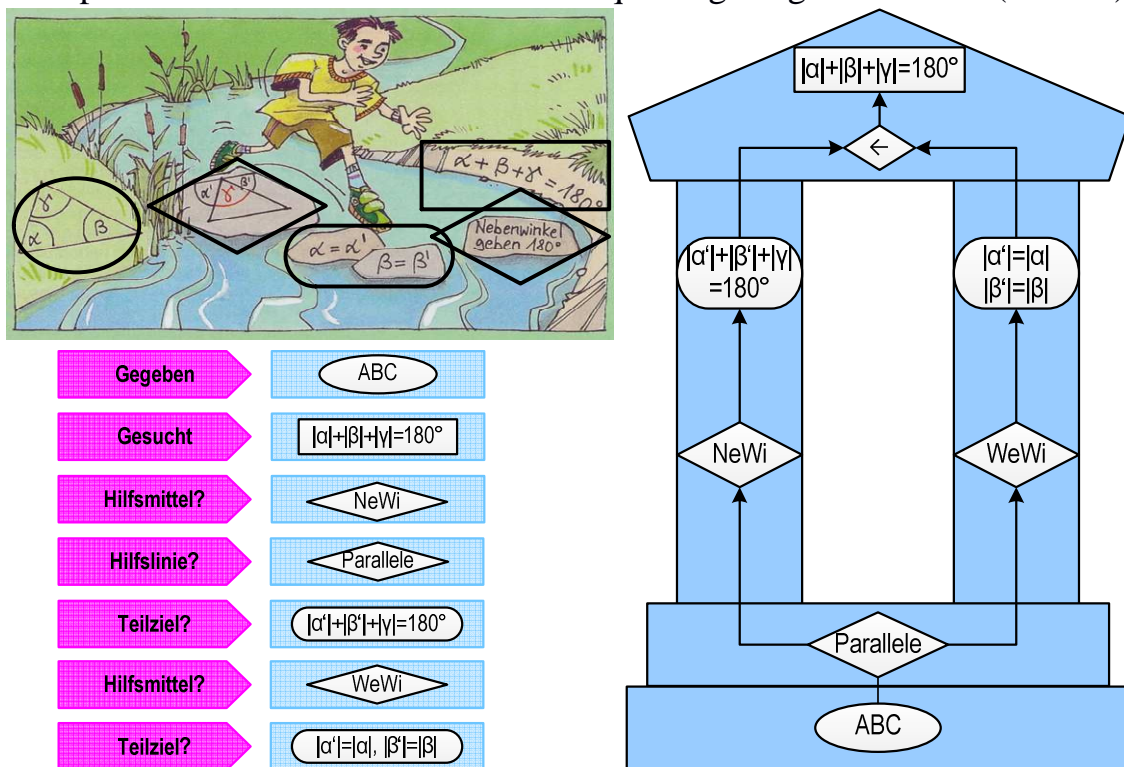 α
γ
β
α'
γ
β'
α = α'
β = β'
α + β + γ = 180°
Nebenwinkel
geben 180°
Gegeben
ABC
Gesucht
|α|+|β|+|γ|=180°
Hilfsmittel?
NeWi
Hilfslinie?
Parallele
Teilziel?
|α‘|+|β‘|+|γ|=180°
Hilfsmittel?
WeWi
Teilziel?
|α‘|=|α|, |β‘|=|β|
|α|+|β|+|γ|=180°
←
|α‘|+|β‘|+|γ|
=180°
|α‘|=|α|
|β‘|=|β|
NeWi
WeWi
Parallele
ABC